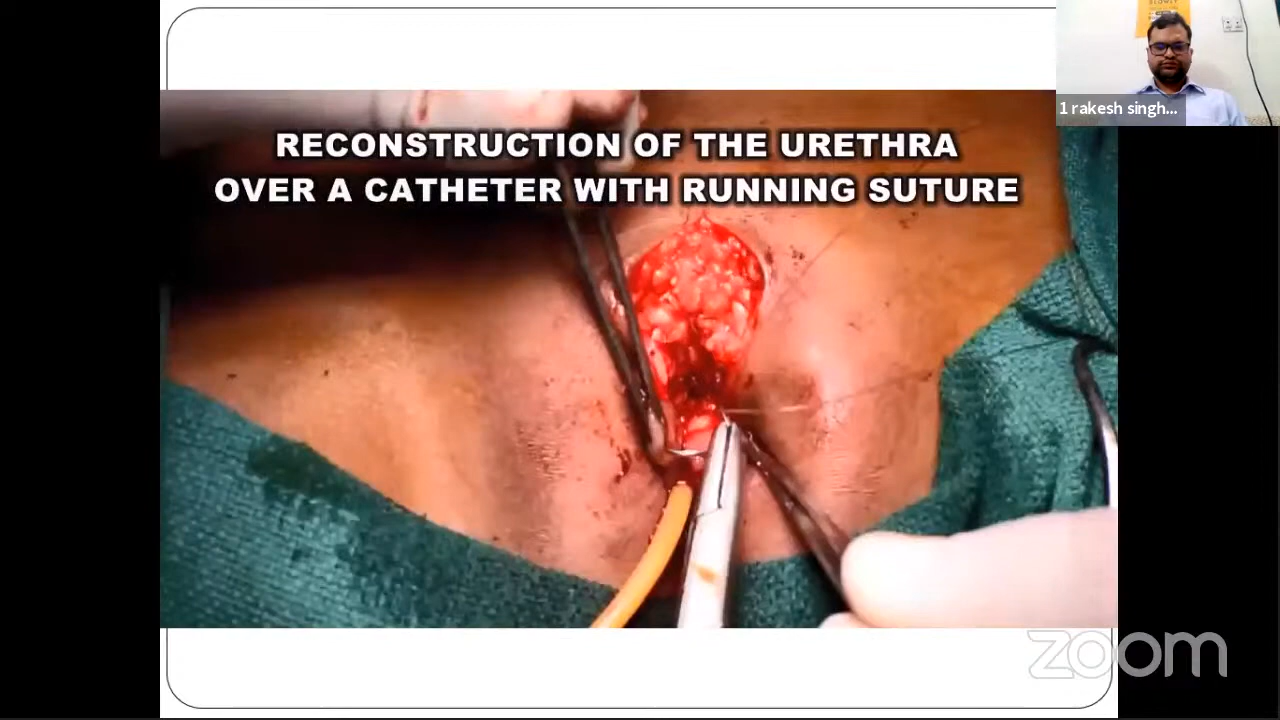 RECONSTRUCTION OF THE URETHRA
OVER A CATHETER WITH RUNNING SUTURE
1 rakesh singh...
zoom